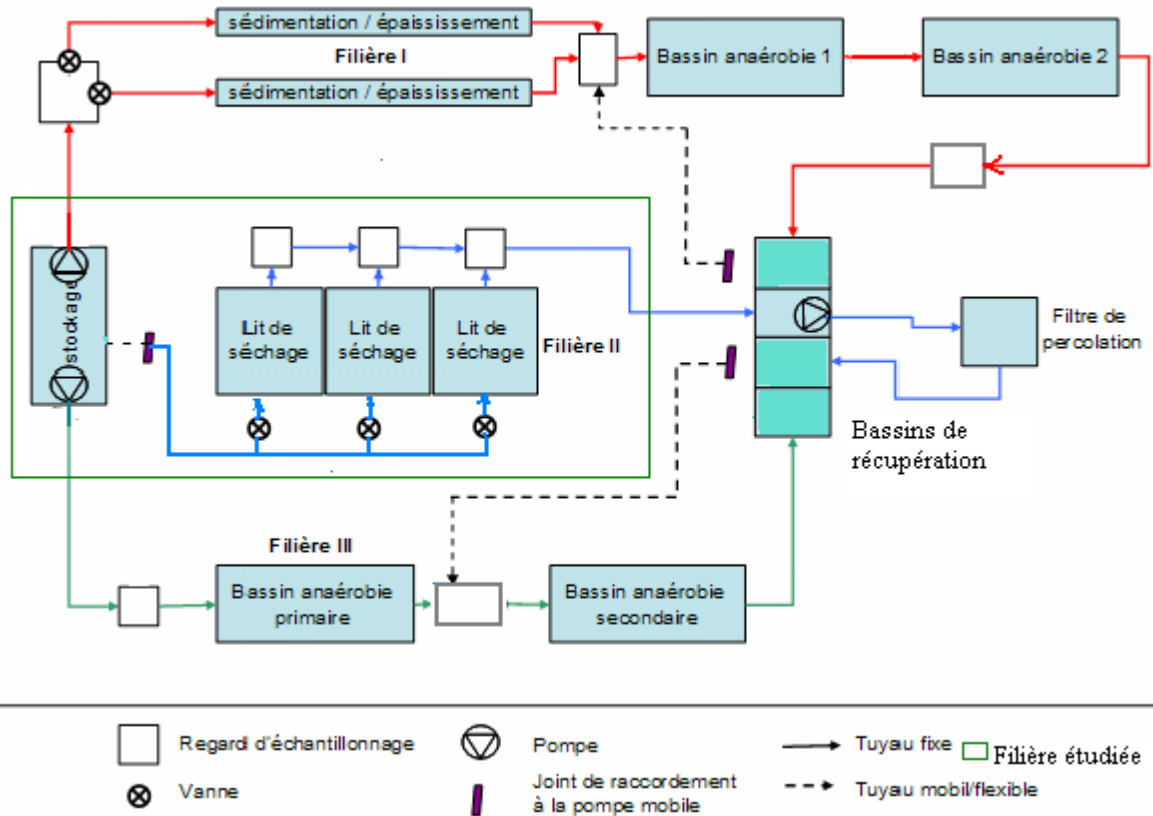 sédimentation / épaississement
Filière I
sédimentation / épaississement
Bassin anaérobie 1
Bassin anaérobie 2
stockage
Lit de
séchage
Lit de
séchage
Lit de
séchage
Filière II
Filtre de
percolation
Bassins de
récupération
Filière III
Bassin anaérobie
primaire
Bassin anaérobie
secondaire
Regard d'échantillonnage
Pompe
Tuyau fixe
Filière étudiée
Vanne
Joint de raccordement
à la pompe mobile
Tuyau mobil/flexible